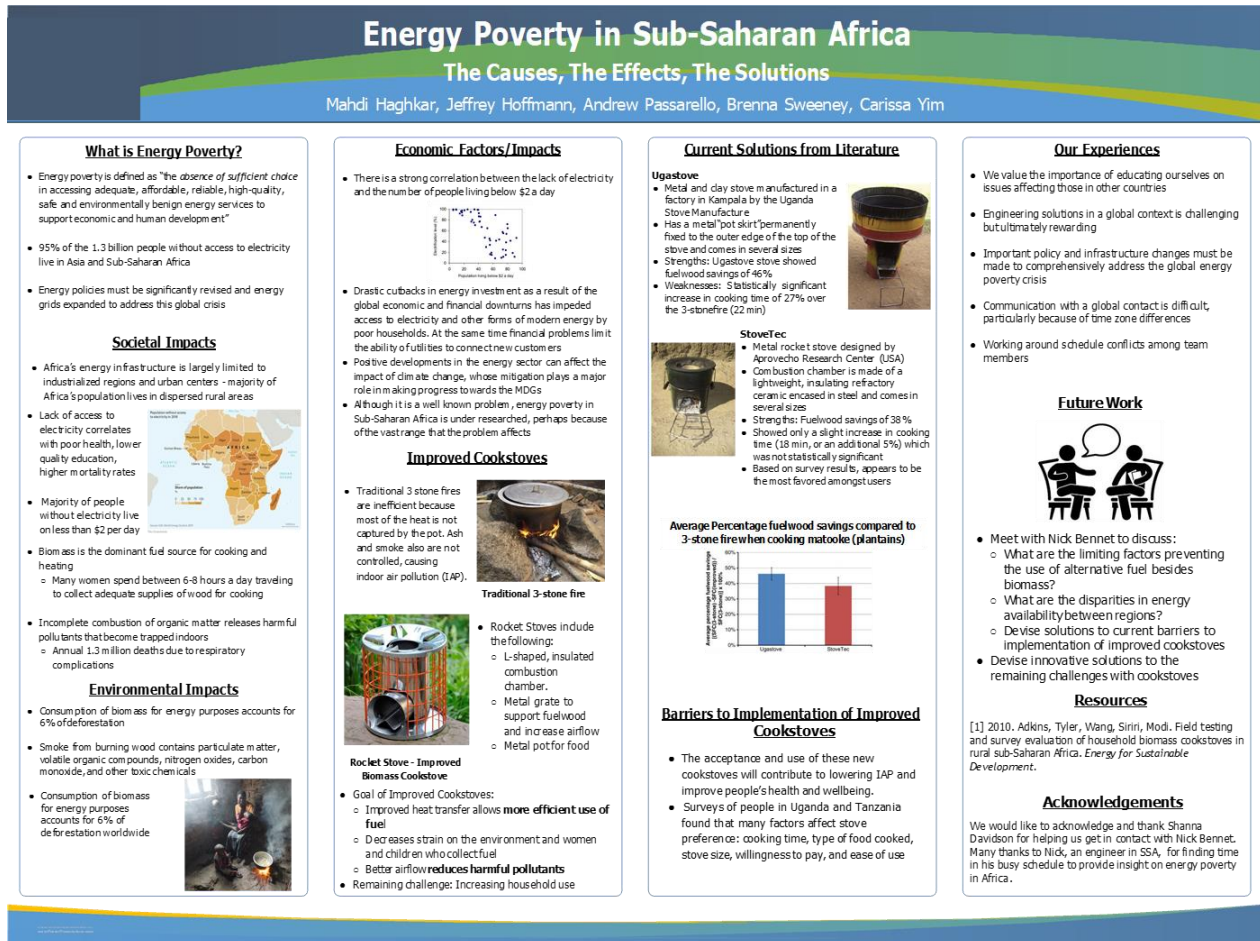 Energy Poverty in Sub-Saharan Africa
The Causes, The Effects, The Solutions
Mahdi Haghkar, Jeffrey Hoffmann, Andrew Passarello, Brenna Sweeney, Carissa Yim
What is Energy Poverty?
● Energy poverty is defined as “the absence of sufficient choice
in accessing adequate, affordable, reliable, high-quality,
safe and environmentally benign energy services to
support economic and human development”
● 95% of the 1.3 billion people without access to electricity
live in Asia and Sub-Saharan Africa
● Energy policies must be significantly revised and energy
grids expanded to address this global crisis
Societal Impacts
● Africa’s energy infrastructure is largely limited to
industrialized regions and urban centers - majority of
Africa’s population lives in dispersed rural areas
● Lack of access to
electricity correlates
with poor health, lower
quality education,
higher mortality rates
AFRICA
● Majority of people
without electricity live
on less than $2 per day
● Biomass is the dominant fuel source for cooking and
heating
○ Many women spend between 6-8 hours a day traveling
to collect adequate supplies of wood for cooking
● Incomplete combustion of organic matter releases harmful
pollutants that become trapped indoors
○ Annual 1.3 million deaths due to respiratory
complications
Environmental Impacts
● Consumption of biomass for energy purposes accounts for
6% of deforestation
● Smoke from burning wood contains particulate matter,
volatile organic compounds, nitrogen oxides, carbon
monoxide, and other toxic chemicals
● Consumption of biomass
for energy purposes
accounts for 6% of
deforestation worldwide
Economic Factors/Impacts
● There is a strong correlation between the lack of electricity
and the number of people living below $2 a day
Electrification level (%)
100
80
60
40
20
0
0 20 40 60 80 100
Population living below $2 a day
● Drastic cutbacks in energy investment as a result of the
global economic and financial downturns has impeded
access to electricity and other forms of modern energy by
poor households. At the same time financial problems limit
the ability of utilities to connect new customers
● Positive developments in the energy sector can affect the
impact of climate change, whose mitigation plays a major
role in making progress towards the MDGs
● Although it is a well known problem, energy poverty in
Sub-Saharan Africa is under researched, perhaps because
of the vast range that the problem affects
Improved Cookstoves
● Traditional 3 stone fires
are inefficient because
most of the heat is not
captured by the pot. Ash
and smoke also are not
controlled, causing
indoor air pollution (IAP).
Traditional 3-stone fire
● Rocket Stoves include
the following:
○ L-shaped, insulated
combustion
chamber.
○ Metal grate to
support fuelwood
and increase airflow
○ Metal pot for food
Rocket Stove - Improved
Biomass Cookstove
● Goal of Improved Cookstoves:
○ Improved heat transfer allows more efficient use of
fuel
○ Decreases strain on the environment and women
and children who collect fuel
○ Better airflow reduces harmful pollutants
● Remaining challenge: Increasing household use
Current Solutions from Literature
Ugastove
● Metal and clay stove manufactured in a
factory in Kampala by the Uganda
Stove Manufacture
● Has a metal “pot skirt” permanently
fixed to the outer edge of the top of the
stove and comes in several sizes
● Strengths: Ugastove stove showed
fuelwood savings of 46%
● Weaknesses: Statistically significant
increase in cooking time of 27% over
the 3-stonefire (22 min)
StoveTec
● Metal rocket stove designed by
Aprovecho Research Center (USA)
● Combustion chamber is made of a
lightweight, insulating refractory
ceramic encased in steel and comes in
several sizes
● Strengths: Fuelwood savings of 38%
● Showed only a slight increase in cooking
time (18 min, or an additional 5%) which
was not statistically significant
● Based on survey results, appears to be
the most favored amongst users
Average Percentage fuelwood savings compared to
3-stone fire when cooking matooke (plantains)
Average percentage fuelwood savings
[(SFC(3-stone)-SFC(improved)) /
SFC(3-stone)] x 100%
60%
50%
40%
30%
20%
10%
0%
Ugastove StoveTec
Barriers to Implementation of Improved
Cookstoves
● The acceptance and use of these new
cookstoves will contribute to lowering IAP and
improve people’s health and wellbeing.
● Surveys of people in Uganda and Tanzania
found that many factors affect stove
preference: cooking time, type of food cooked,
stove size, willingness to pay, and ease of use
Our Experiences
● We value the importance of educating ourselves on
issues affecting those in other countries
● Engineering solutions in a global context is challenging
but ultimately rewarding
● Important policy and infrastructure changes must be
made to comprehensively address the global energy
poverty crisis
● Communication with a global contact is difficult,
particularly because of time zone differences
● Working around schedule conflicts among team
members
Future Work
● Meet with Nick Bennet to discuss:
○ What are the limiting factors preventing
the use of alternative fuel besides
biomass?
○ What are the disparities in energy
availability between regions?
○ Devise solutions to current barriers to
implementation of improved cookstoves
● Devise innovative solutions to the
remaining challenges with cookstoves
Resources
[1] 2010. Adkins, Tyler, Wang, Siriri, Modi. Field testing
and survey evaluation of household biomass cookstoves in
rural sub-Saharan Africa. Energy for Sustainable
Development.
Acknowledgements
We would like to acknowledge and thank Shanna
Davidson for helping us get in contact with Nick Bennet.
Many thanks to Nick, an engineer in SSA, for finding time
in his busy schedule to provide insight on energy poverty
in Africa.